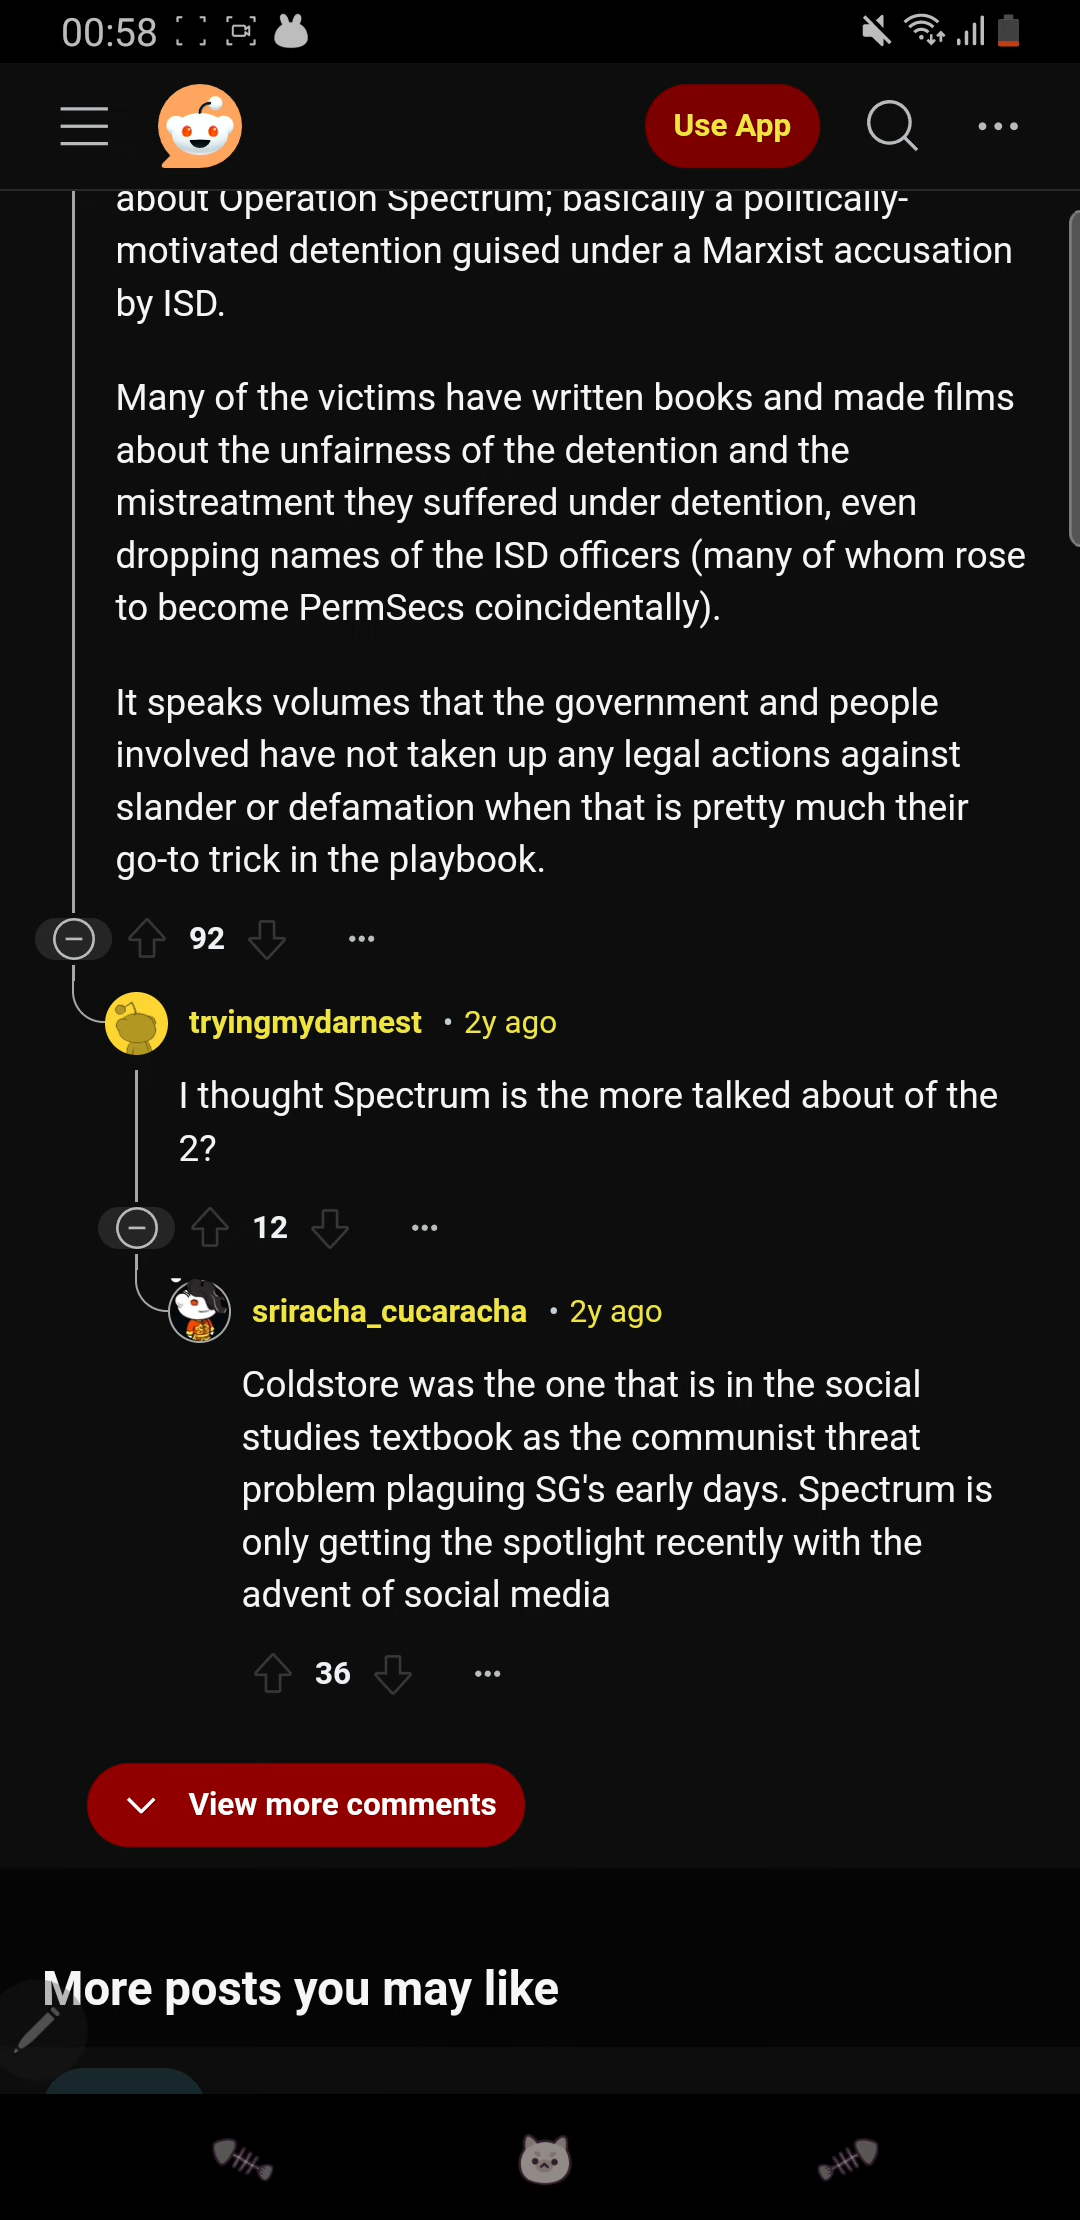 00:58
Use App
about Operation Spectrum; basically a politically-
motivated detention guised under a Marxist accusation
by ISD.
Many of the victims have written books and made films
about the unfairness of the detention and the
mistreatment they suffered under detention, even
dropping names of the ISD officers (many of whom rose
to become PermSecs coincidentally).
It speaks volumes that the government and people
involved have not taken up any legal actions against
slander or defamation when that is pretty much their
go-to trick in the playbook.
92
tryingmydarnest • 2y ago
I thought Spectrum is the more talked about of the
2?
12
sriracha_cucaracha • 2y ago
Coldstore was the one that is in the social
studies textbook as the communist threat
problem plaguing SG's early days. Spectrum is
only getting the spotlight recently with the
advent of social media
36
View more comments
More posts you may like